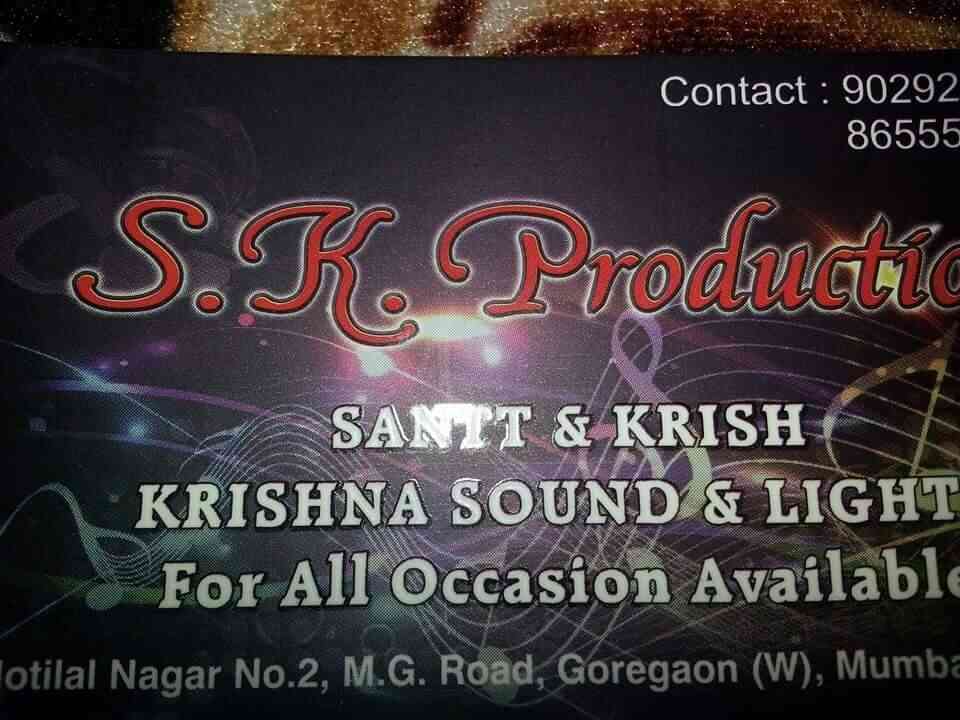 Contact : 90292
86555
S.K. Productio
SANTT & KRISH
KRISHNA SOUND & LIGHT
For All Occasion Available
otilal Nagar No.2, M.G. Road, Goregaon (W), Mumba